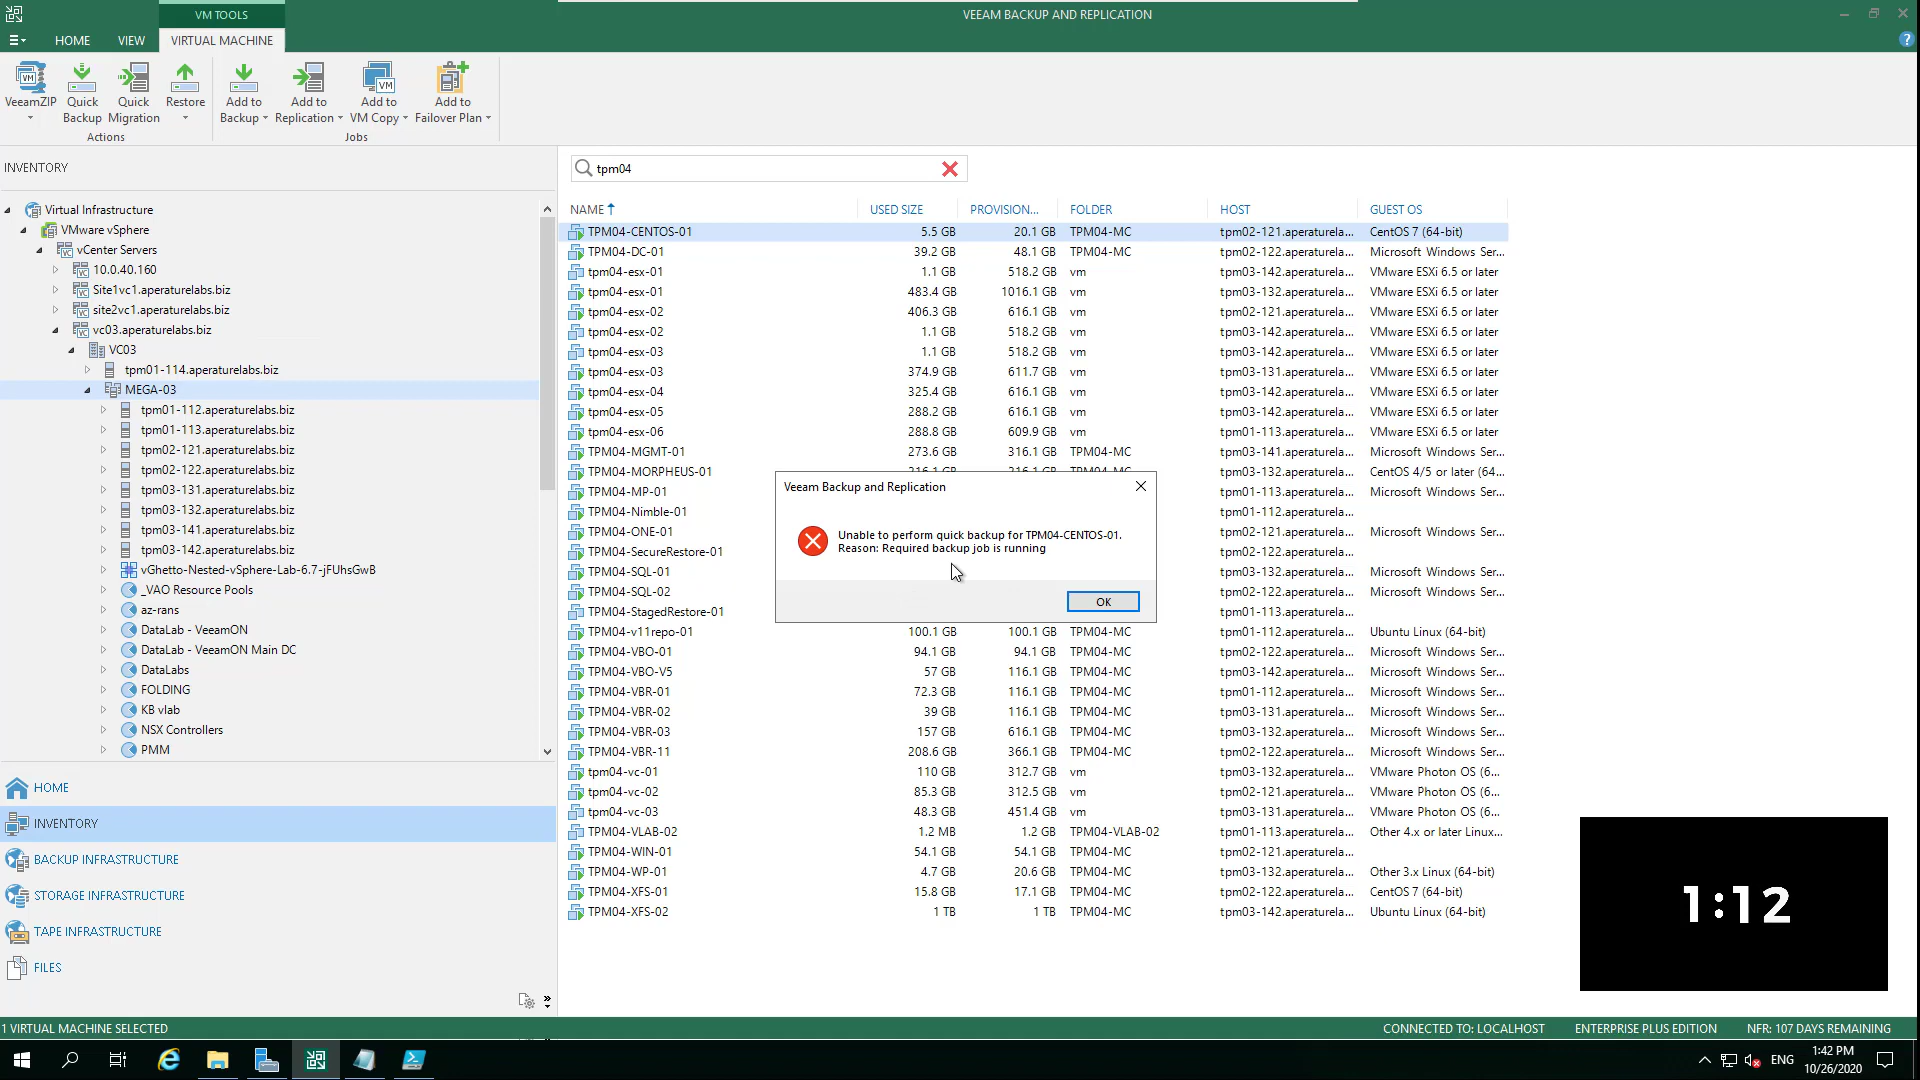 VM TOOLS
VEEAM BACKUP AND REPLICATION
HOME
VIEW
VIRTUAL MACHINE
VeeamZIP
Quick Backup
Quick Migration
Restore
Actions
Add to Backup
Add to Replication
Add to VM Copy
Add to Failover Plan
Jobs
INVENTORY
Virtual Infrastructure
VMware vSphere
vCenter Servers
10.0.40.160
Site1vc1.aperaturelabs.biz
site2vc1.aperaturelabs.biz
vc03.aperaturelabs.biz
VC03
tpm01-114.aperaturelabs.biz
MEGA-03
tpm01-112.aperaturelabs.biz
tpm01-113.aperaturelabs.biz
tpm02-121.aperaturelabs.biz
tpm02-122.aperaturelabs.biz
tpm03-131.aperaturelabs.biz
tpm03-132.aperaturelabs.biz
tpm03-141.aperaturelabs.biz
tpm03-142.aperaturelabs.biz
vGhetto-Nested-vSphere-Lab-6.7-jFUhsGwB
_VAO Resource Pools
az-rans
DataLab - VeeamON
DataLab - VeeamON Main DC
DataLabs
FOLDING
KB vlab
NSX Controllers
PMM
HOME
INVENTORY
BACKUP INFRASTRUCTURE
STORAGE INFRASTRUCTURE
TAPE INFRASTRUCTURE
FILES
tpm04
NAME USED SIZE PROVISION... FOLDER HOST GUEST OS
TPM04-CENTOS-01 5.5 GB 20.1 GB TPM04-MC tpm02-121.aperaturela... CentOS 7 (64-bit)
TPM04-DC-01 39.2 GB 48.1 GB TPM04-MC tpm02-122.aperaturela... Microsoft Windows Ser...
tpm04-esx-01 1.1 GB 518.2 GB vm tpm03-142.aperaturela... VMware ESXi 6.5 or later
tpm04-esx-01 483.4 GB 1016.1 GB vm tpm03-132.aperaturela... VMware ESXi 6.5 or later
tpm04-esx-02 406.3 GB 616.1 GB vm tpm02-121.aperaturela... VMware ESXi 6.5 or later
tpm04-esx-02 1.1 GB 518.2 GB vm tpm03-142.aperaturela... VMware ESXi 6.5 or later
tpm04-esx-03 1.1 GB 518.2 GB vm tpm03-142.aperaturela... VMware ESXi 6.5 or later
tpm04-esx-03 374.9 GB 611.7 GB vm tpm03-131.aperaturela... VMware ESXi 6.5 or later
tpm04-esx-04 325.4 GB 616.1 GB vm tpm03-142.aperaturela... VMware ESXi 6.5 or later
tpm04-esx-05 288.2 GB 616.1 GB vm tpm03-142.aperaturela... VMware ESXi 6.5 or later
tpm04-esx-06 288.8 GB 609.9 GB vm tpm01-113.aperaturela... VMware ESXi 6.5 or later
TPM04-MGMT-01 273.6 GB 316.1 GB TPM04-MC tpm03-141.aperaturela... Microsoft Windows Ser...
TPM04-MORPHEUS-01 216.1 GB 216.1 GB TPM04-MC tpm03-132.aperaturela... CentOS 4/5 or later (64...
TPM04-MP-01 tpm01-113.aperaturela... Microsoft Windows Ser...
TPM04-Nimble-01 tpm01-112.aperaturela...
TPM04-ONE-01 tpm02-121.aperaturela... Microsoft Windows Ser...
TPM04-SecureRestore-01 tpm02-122.aperaturela...
TPM04-SQL-01 tpm03-132.aperaturela... Microsoft Windows Ser...
TPM04-SQL-02 tpm02-122.aperaturela... Microsoft Windows Ser...
TPM04-StagedRestore-01 tpm01-113.aperaturela...
TPM04-v11repo-01 100.1 GB 100.1 GB TPM04-MC tpm01-112.aperaturela... Ubuntu Linux (64-bit)
TPM04-VBO-01 94.1 GB 94.1 GB TPM04-MC tpm02-121.aperaturela... Microsoft Windows Ser...
TPM04-VBO-V5 57 GB 116.1 GB TPM04-MC tpm03-142.aperaturela... Microsoft Windows Ser...
TPM04-VBR-01 72.3 GB 116.1 GB TPM04-MC tpm01-112.aperaturela... Microsoft Windows Ser...
TPM04-VBR-02 39 GB 116.1 GB TPM04-MC tpm03-131.aperaturela... Microsoft Windows Ser...
TPM04-VBR-03 157 GB 616.1 GB TPM04-MC tpm03-132.aperaturela... Microsoft Windows Ser...
TPM04-VBR-11 208.6 GB 366.1 GB TPM04-MC tpm02-122.aperaturela... Microsoft Windows Ser...
tpm04-vc-01 110 GB 312.7 GB vm tpm03-132.aperaturela... VMware Photon OS (6...
tpm04-vc-02 85.3 GB 312.5 GB vm tpm02-121.aperaturela... VMware Photon OS (6...
tpm04-vc-03 48.3 GB 451.4 GB vm tpm03-131.aperaturela... VMware Photon OS (6...
TPM04-VLAB-02 1.2 MB 1.2 GB TPM04-VLAB-02 tpm01-113.aperaturela... Other 4.x or later Linux...
TPM04-WIN-01 54.1 GB 54.1 GB TPM04-MC tpm02-121.aperaturela...
TPM04-WP-01 4.7 GB 20.6 GB TPM04-MC tpm03-132.aperaturela... Other 3.x Linux (64-bit)
TPM04-XFS-01 15.8 GB 17.1 GB TPM04-MC tpm02-122.aperaturela... CentOS 7 (64-bit)
TPM04-XFS-02 1 TB 1 TB TPM04-MC tpm03-142.aperaturela... Ubuntu Linux (64-bit)
Veeam Backup and Replication
Unable to perform quick backup for TPM04-CENTOS-01.
Reason: Required backup job is running
OK
1:12
1 VIRTUAL MACHINE SELECTED
CONNECTED TO: LOCALHOST
ENTERPRISE PLUS EDITION
NFR: 107 DAYS REMAINING
ENG
1:42 PM
10/26/2020